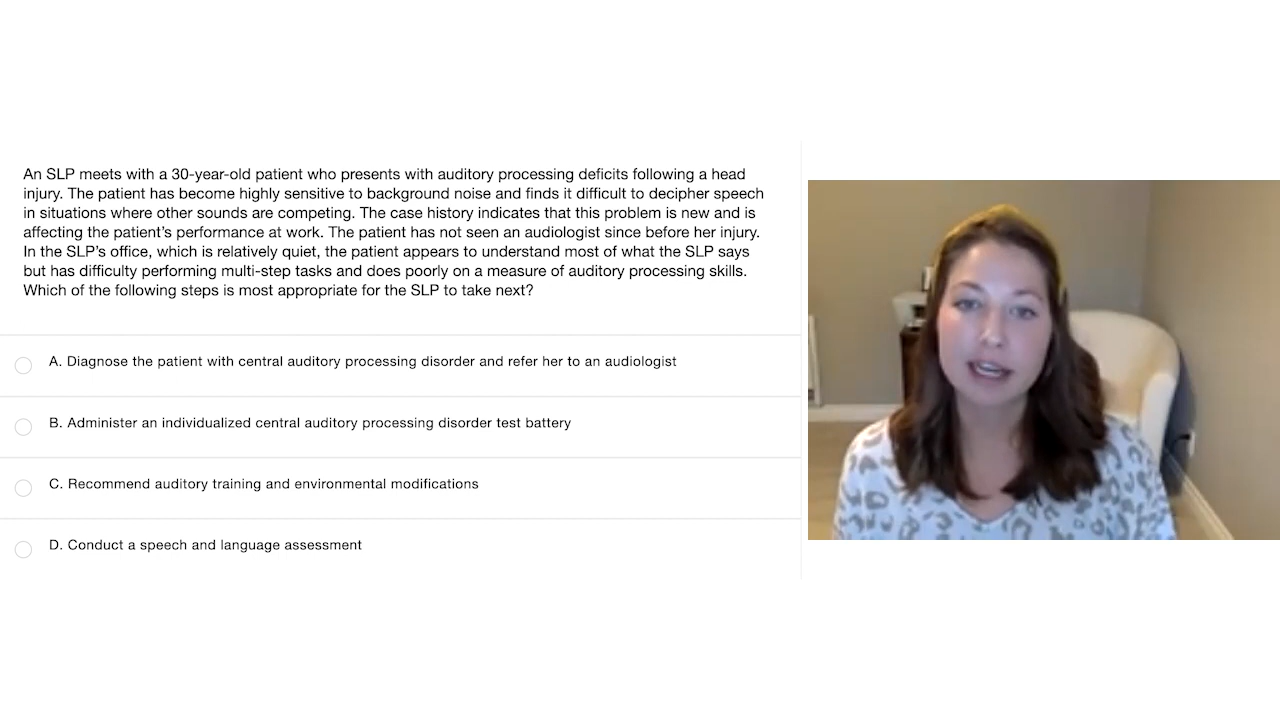 An SLP meets with a 30-year-old patient who presents with auditory processing deficits following a head
injury. The patient has become highly sensitive to background noise and finds it difficult to decipher speech
in situations where other sounds are competing. The case history indicates that this problem is new and is
affecting the patient's performance at work. The patient has not seen an audiologist since before her injury.
In the SLP's office, which is relatively quiet, the patient appears to understand most of what the SLP says
but has difficulty performing multi-step tasks and does poorly on a measure of auditory processing skills.
Which of the following steps is most appropriate for the SLP to take next?
A. Diagnose the patient with central auditory processing disorder and refer her to an audiologist
B. Administer an individualized central auditory processing disorder test battery
C. Recommend auditory training and environmental modifications
D. Conduct a speech and language assessment